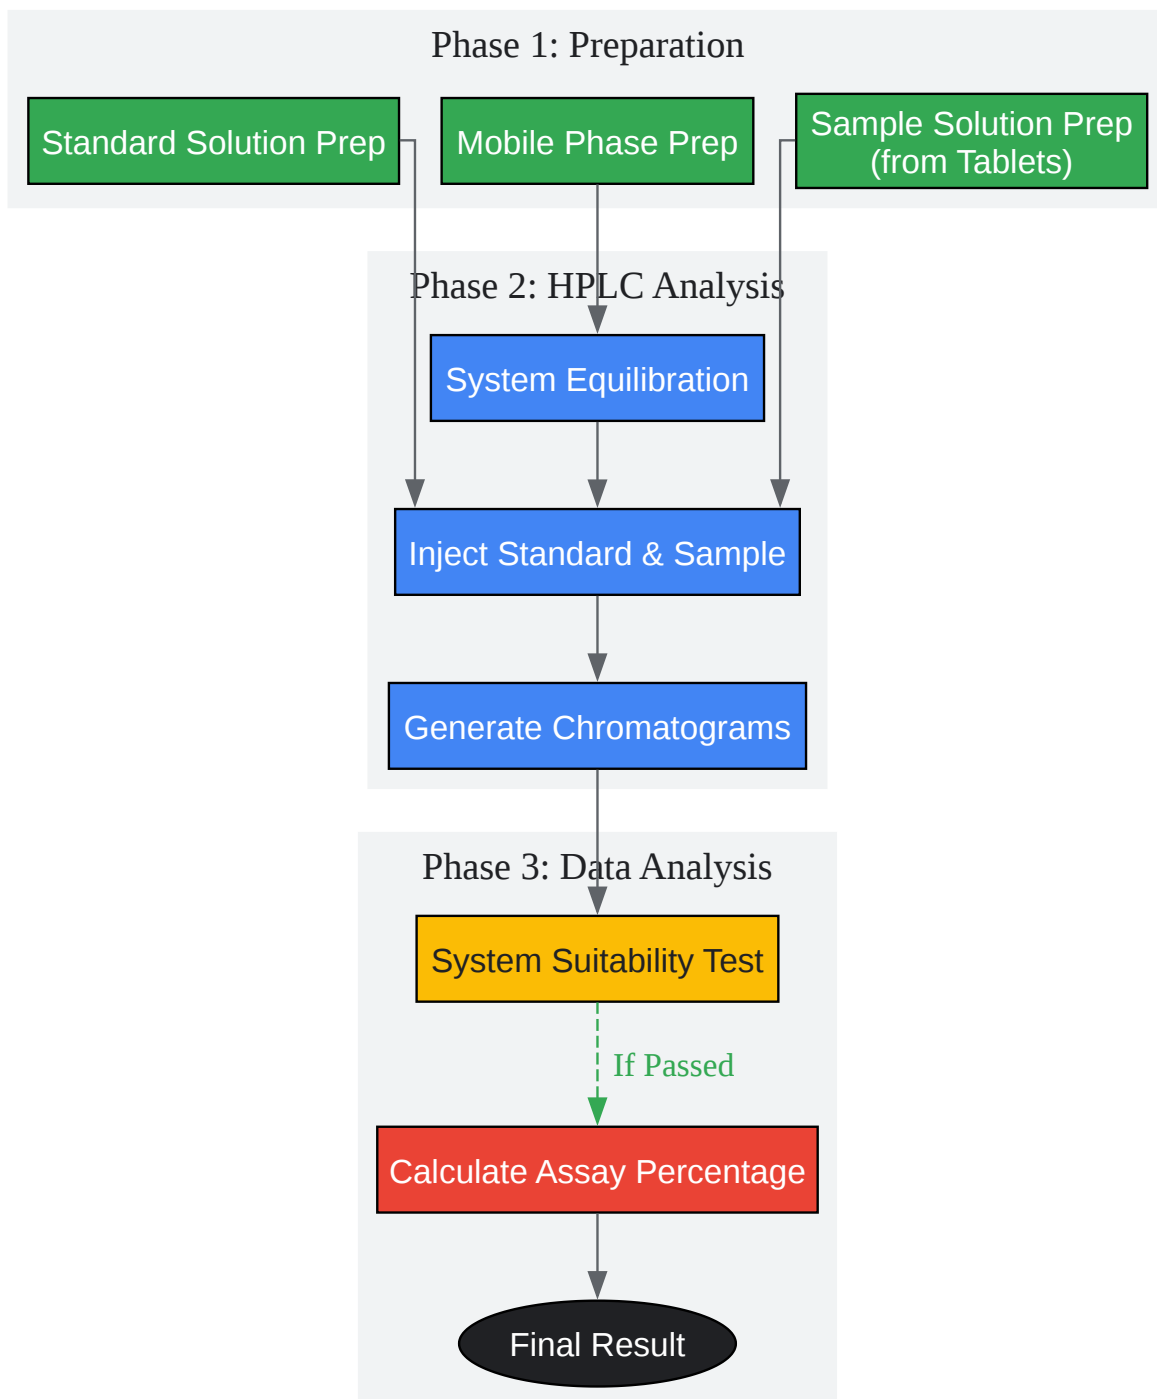 Phase 1: Preparation
Standard Solution Prep
Mobile Phase Prep
Sample Solution Prep
(from Tablets)
Phase 2: HPLC Analysis
System Equilibration
Inject Standard & Sample
Generate Chromatograms
Phase 3: Data Analysis
System Suitability Test
If Passed
Calculate Assay Percentage
Final Result